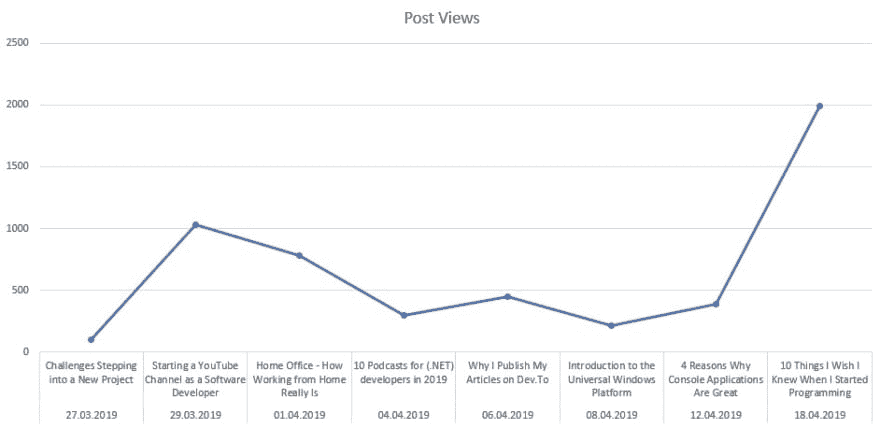 Post Views
2500
2000
1500
1000
500
0
Challenges Stepping
into a New Project
27.03.2019
Starting a YouTube
Channel as a Software
Developer
29.03.2019
Home Office - How
Working from Home
Really Is
01.04.2019
10 Podcasts for (.NET)
developers in 2019
04.04.2019
Why I Publish My
Articles on Dev.To
06.04.2019
Introduction to the
Universal Windows
Platform
08.04.2019
4 Reasons Why
Console Applications
Are Great
12.04.2019
10 Things I Wish I
Knew When I Started
Programming
18.04.2019